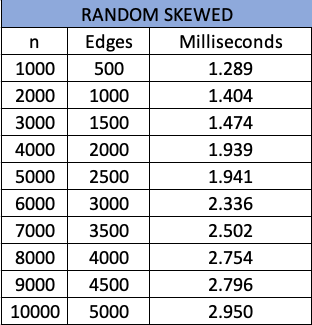 RANDOM SKEWED
n Edges Milliseconds
1000 500 1.289
2000 1000 1.404
3000 1500 1.474
4000 2000 1.939
5000 2500 1.941
6000 3000 2.336
7000 3500 2.502
8000 4000 2.754
9000 4500 2.796
10000 5000 2.950